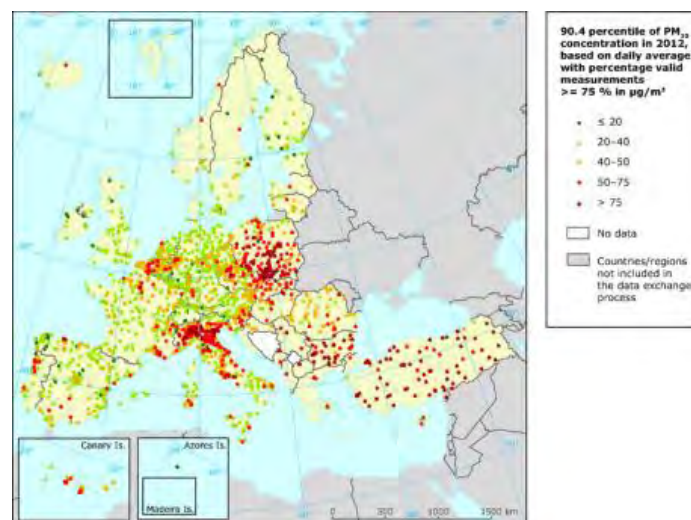 90.4 percentile of PM₁₀
concentration in 2012,
based on daily average
with percentage valid
measurements
>= 75 % in µg/m³
≤ 20
20–40
40–50
50–75
> 75
No data
Countries/regions
not included in
the data exchange
process
Canary Is.
Azores Is.
Madeira Is.
0 500 1000 1500 km